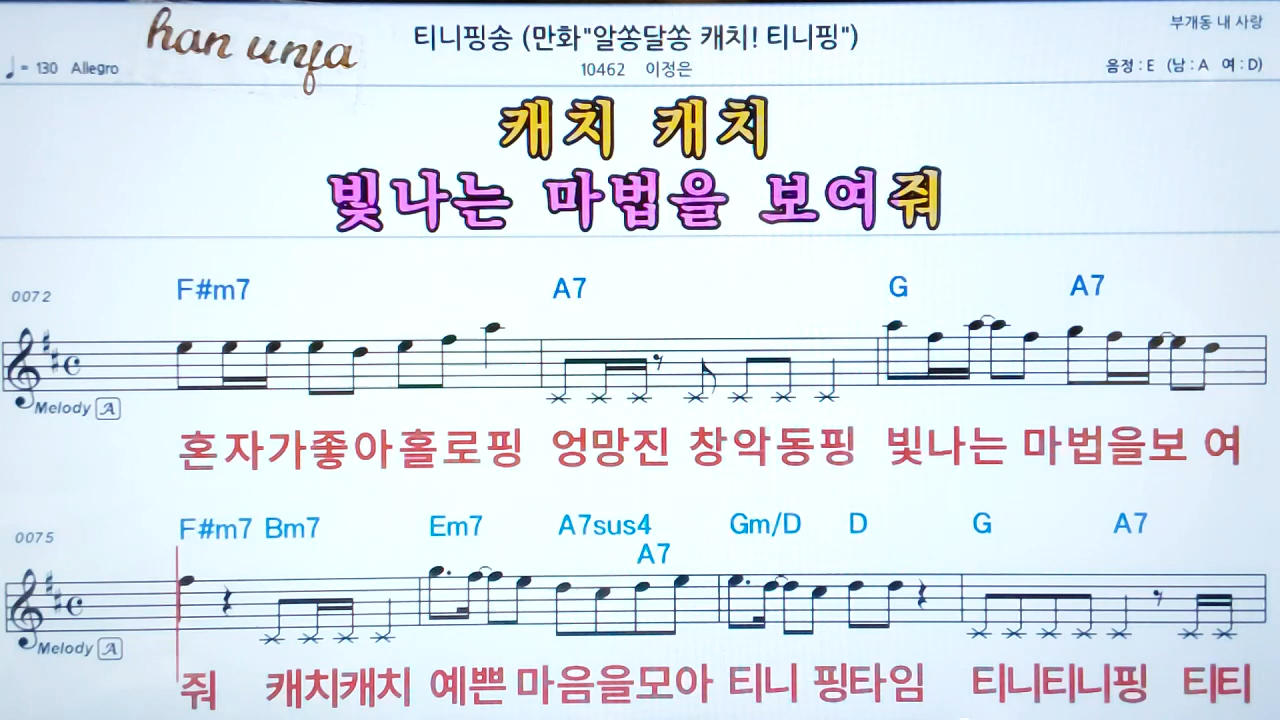 han unfa
티니핑송 (만화"알쏭달쏭 캐치! 티니핑")
부개동 내 사랑
♩= 130 Allegro
10462 이정은
음정 : E (남 : A 여 : D)
캐치 캐치
빛나는 마법을 보여줘
0072 F#m7 A7 G A7
Melody A
혼자가좋아홀로핑 엉망진 창악동핑 빛나는 마법을보 여
0075 F#m7 Bm7 Em7 A7sus4 Gm/D D G A7
A7
Melody A
줘 캐치캐치 예쁜 마음을모아 티니 핑타임 티니티니핑 티티